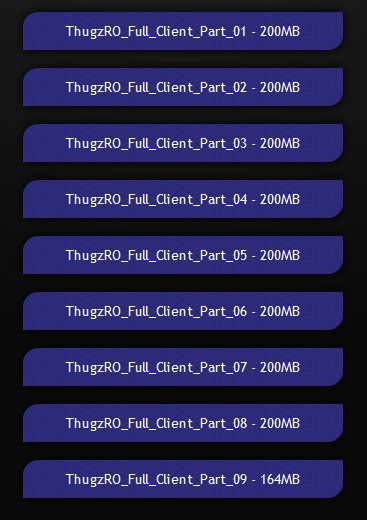 ThugzRO_Full_Client_Part_01 - 200MB
ThugzRO_Full_Client_Part_02 - 200MB
ThugzRO_Full_Client_Part_03 - 200MB
ThugzRO_Full_Client_Part_04 - 200MB
ThugzRO_Full_Client_Part_05 - 200MB
ThugzRO_Full_Client_Part_06 - 200MB
ThugzRO_Full_Client_Part_07 - 200MB
ThugzRO_Full_Client_Part_08 - 200MB
ThugzRO_Full_Client_Part_09 - 164MB